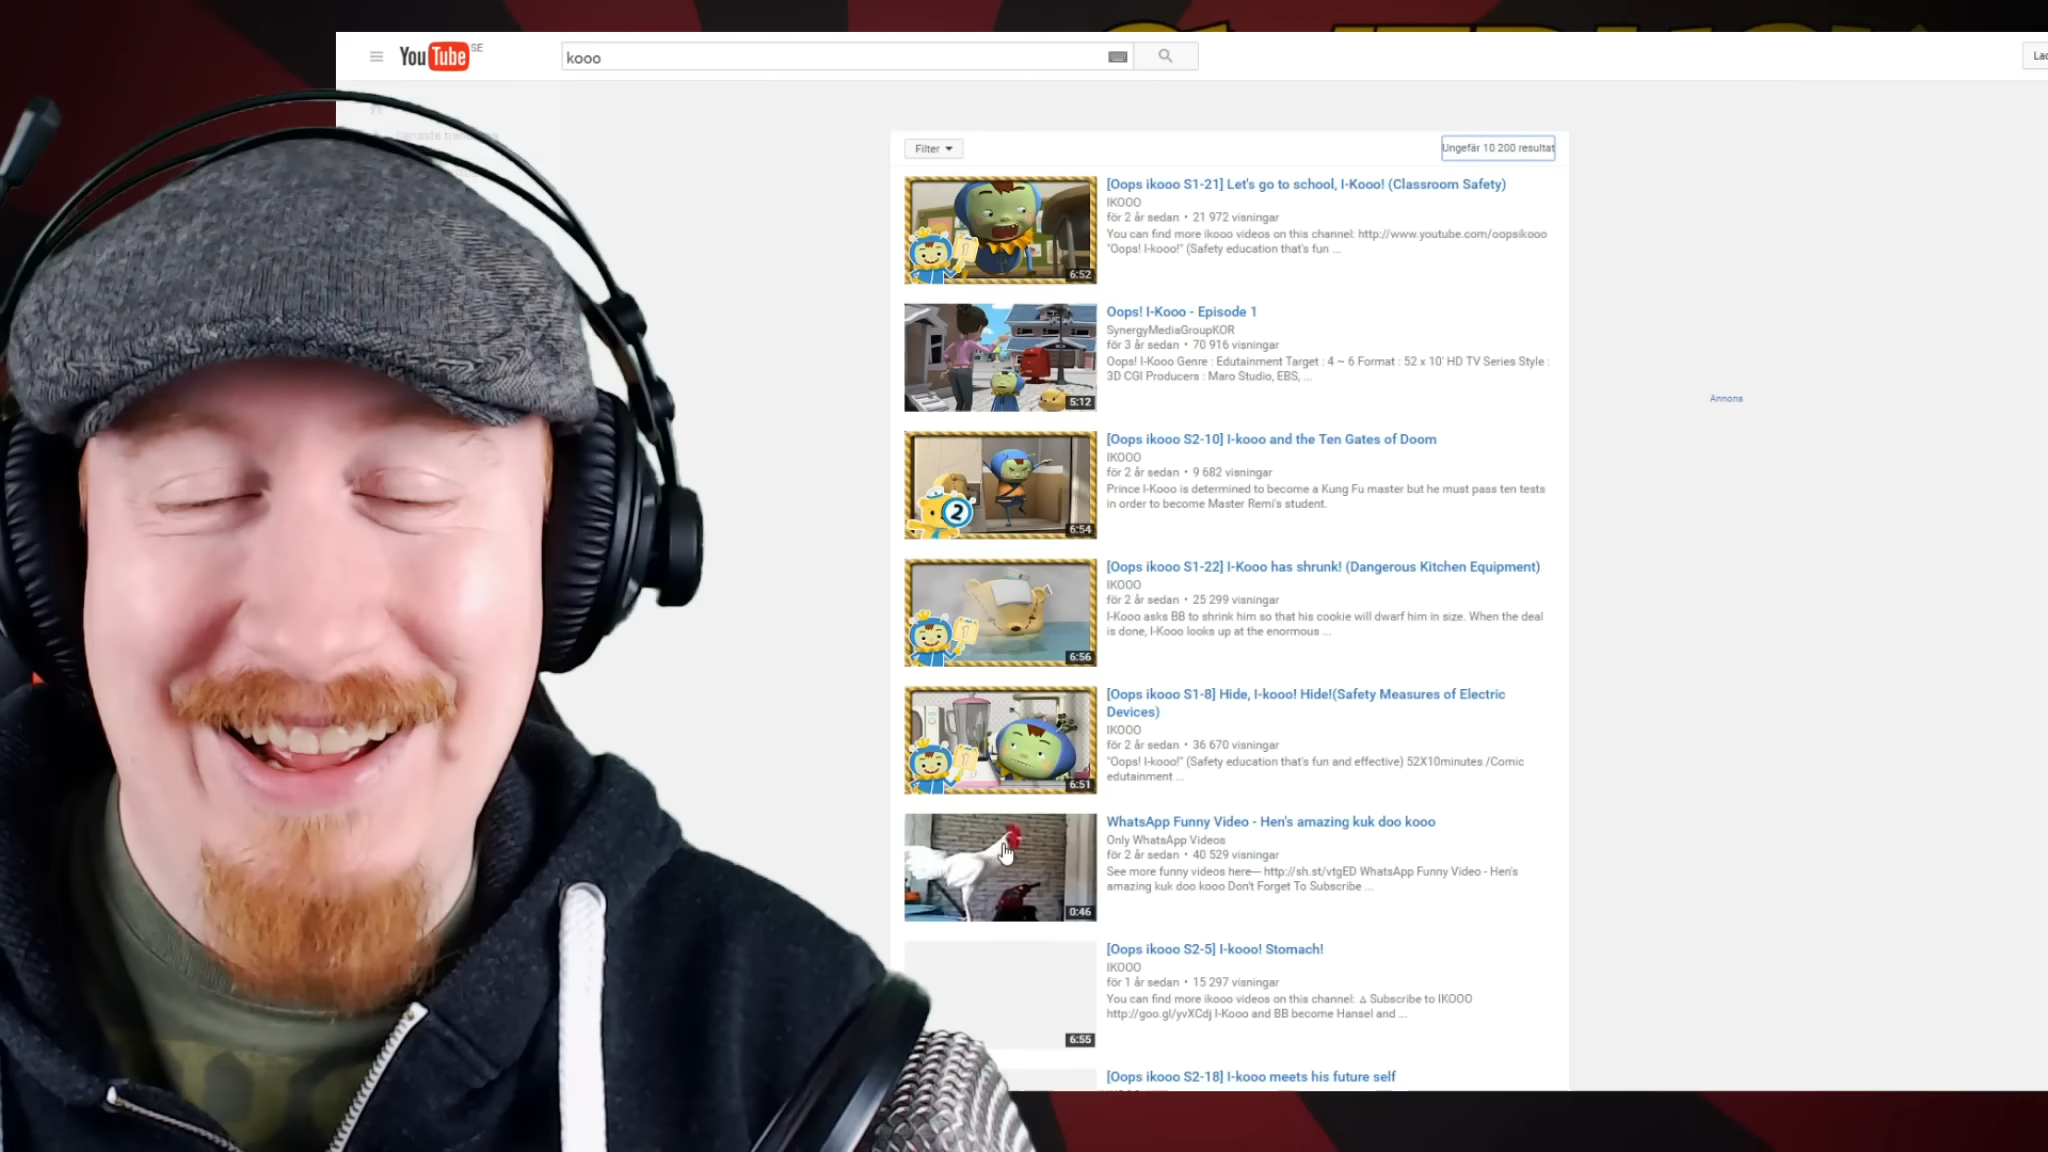 YouTube SE
kooo
Filter
Ungefär 10 200 resultat
[Oops ikooo S1-21] Let's go to school, I-Kooo! (Classroom Safety)
IKOOO
för 2 år sedan • 21 972 visningar
You can find more ikooo videos on this channel: http://www.youtube.com/oopsikooo
"Oops! I-kooo!" (Safety education that's fun ...
6:52
Oops! I-Kooo - Episode 1
SynergyMediaGroupKOR
för 3 år sedan • 70 916 visningar
Oops! I-Kooo Genre : Edutainment Target : 4 ~ 6 Format : 52 x 10' HD TV Series Style :
3D CGI Producers : Maro Studio, EBS, ...
5:12
Annons
[Oops ikooo S2-10] I-kooo and the Ten Gates of Doom
IKOOO
för 2 år sedan • 9 682 visningar
Prince I-Kooo is determined to become a Kung Fu master but he must pass ten tests
in order to become Master Remi's student.
2
6:54
[Oops ikooo S1-22] I-Kooo has shrunk! (Dangerous Kitchen Equipment)
IKOOO
för 2 år sedan • 25 299 visningar
I-Kooo asks BB to shrink him so that his cookie will dwarf him in size. When the deal
is done, I-Kooo looks up at the enormous ...
6:56
[Oops ikooo S1-8] Hide, I-kooo! Hide!(Safety Measures of Electric
Devices)
IKOOO
för 2 år sedan • 36 670 visningar
"Oops! I-kooo!" (Safety education that's fun and effective) 52X10minutes /Comic
edutainment ...
6:51
WhatsApp Funny Video - Hen's amazing kuk doo kooo
Only WhatsApp Videos
för 2 år sedan • 40 529 visningar
See more funny videos here— http://sh.st/vtgED WhatsApp Funny Video - Hen's
amazing kuk doo kooo Don't Forget To Subscribe ...
0:46
[Oops ikooo S2-5] I-kooo! Stomach!
IKOOO
för 1 år sedan • 15 297 visningar
You can find more ikooo videos on this channel: ▵ Subscribe to IKOOO
http://goo.gl/yvXCdj I-Kooo and BB become Hansel and ...
6:55
[Oops ikooo S2-18] I-kooo meets his future self